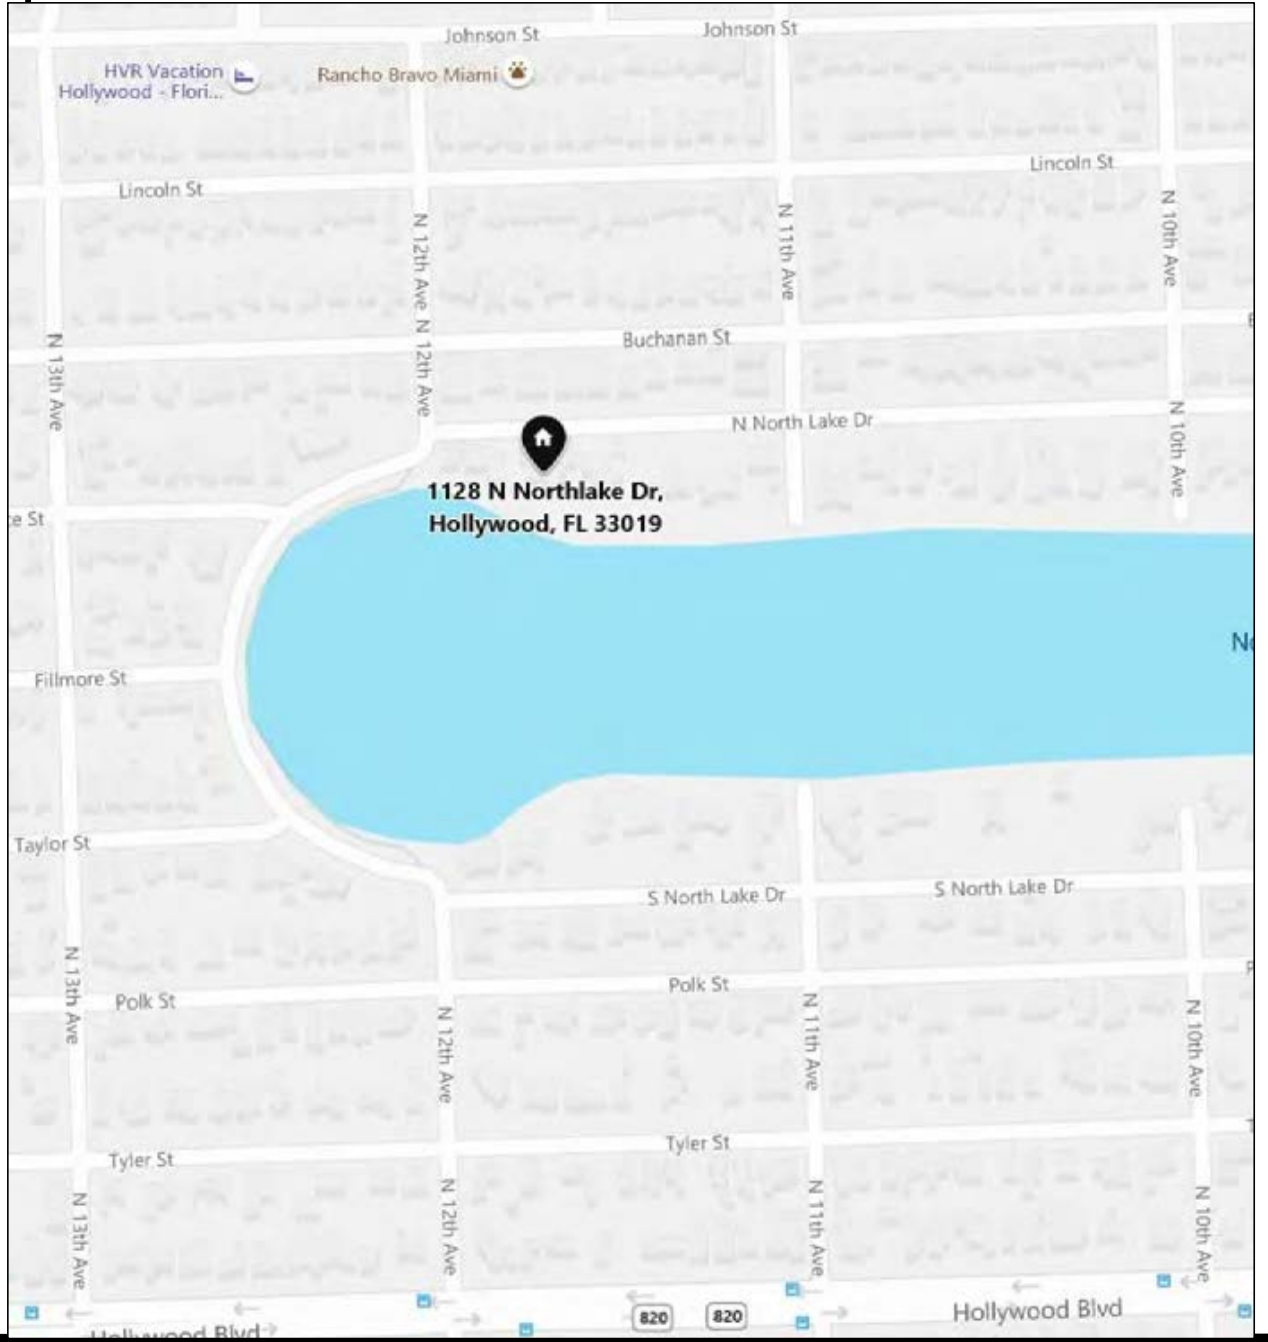 Johnson St
Johnson St
HVR Vacation
Hollywood - Flori...
Rancho Bravo Miami
Lincoln St
Lincoln St
N 12th Ave
N 11th Ave
N 10th Ave
N 13th Ave
N 12th Ave
Buchanan St
N North Lake Dr
N 10th Ave
1128 N Northlake Dr,
Hollywood, FL 33019
ce St
No
Fillmore St
Taylor St
S North Lake Dr
S North Lake Dr
N 13th Ave
Polk St
Polk St
N 12th Ave
N 11th Ave
N 10th Ave
Tyler St
Tyler St
N 13th Ave
N 12th Ave
N 11th Ave
N 10th Ave
820
820
Hollywood Blvd
Hollywood Blvd